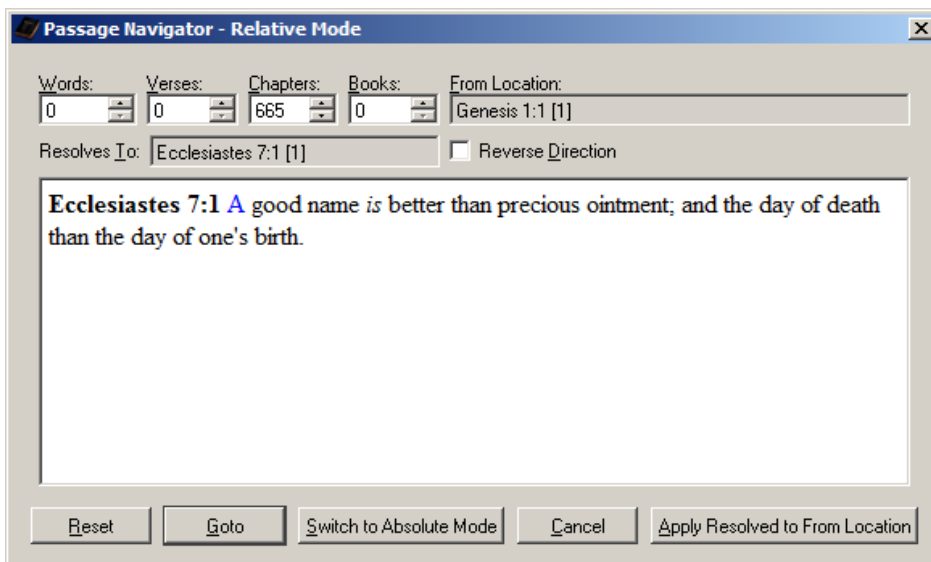 Passage Navigator - Relative Mode
Words: Verses: Chapters: Books: From Location:
0 0 665 0 Genesis 1:1 [1]
Resolves To: Ecclesiastes 7:1 [1] Reverse Direction
Ecclesiastes 7:1 A good name is better than precious ointment; and the day of death
than the day of one's birth.
Reset Goto Switch to Absolute Mode Cancel Apply Resolved to From Location